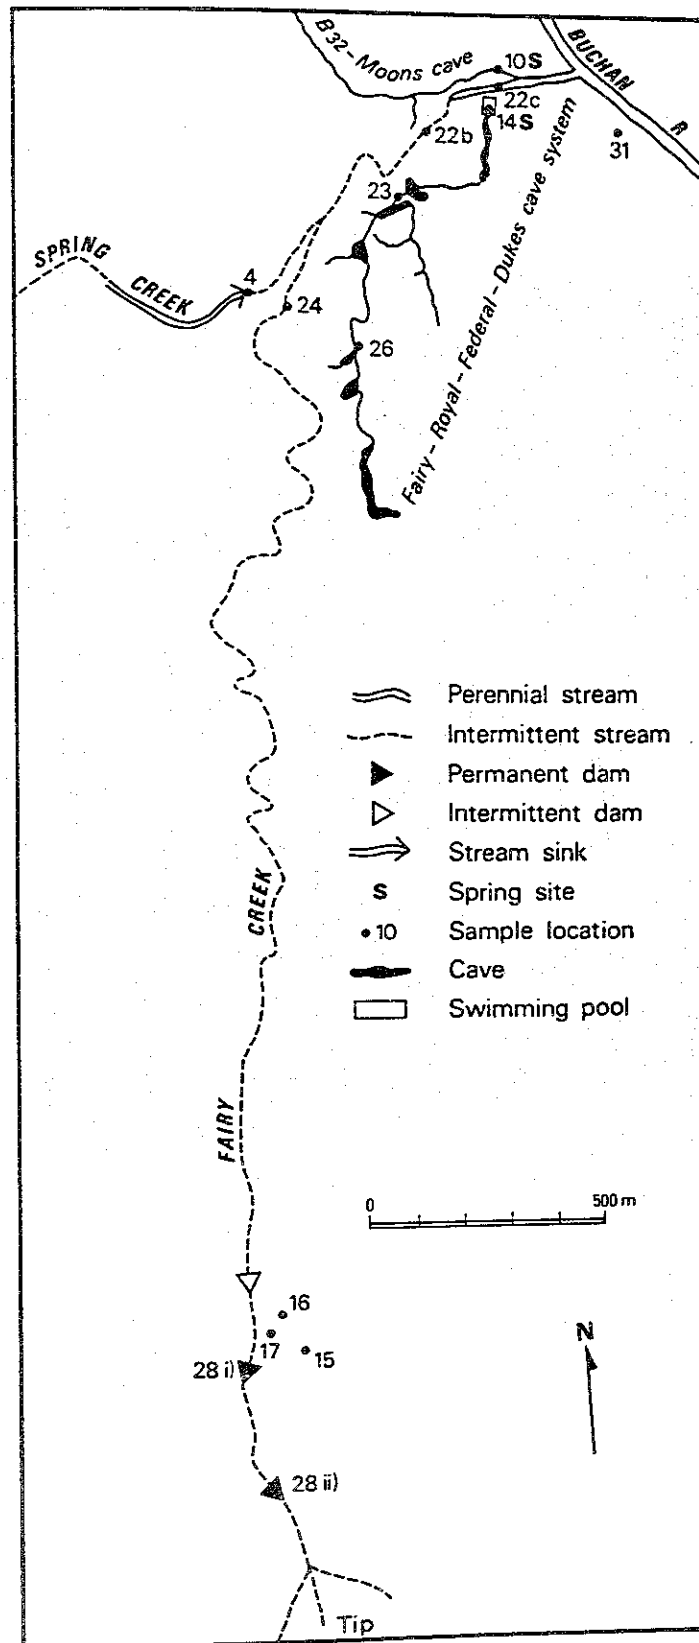 B32-Moons cave
10S
BUCHAN
R
22c
14S
22b
31
23
SPRING
CREEK
4
24
26
Fairy-Royal-Federal-Dukes cave system
Perennial stream
Intermittent stream
Permanent dam
Intermittent dam
Stream sink
S Spring site
10 Sample location
Cave
Swimming pool
CREEK
FAIRY
0 500 m
16
17
15
28 i)
N
28 ii)
Tip